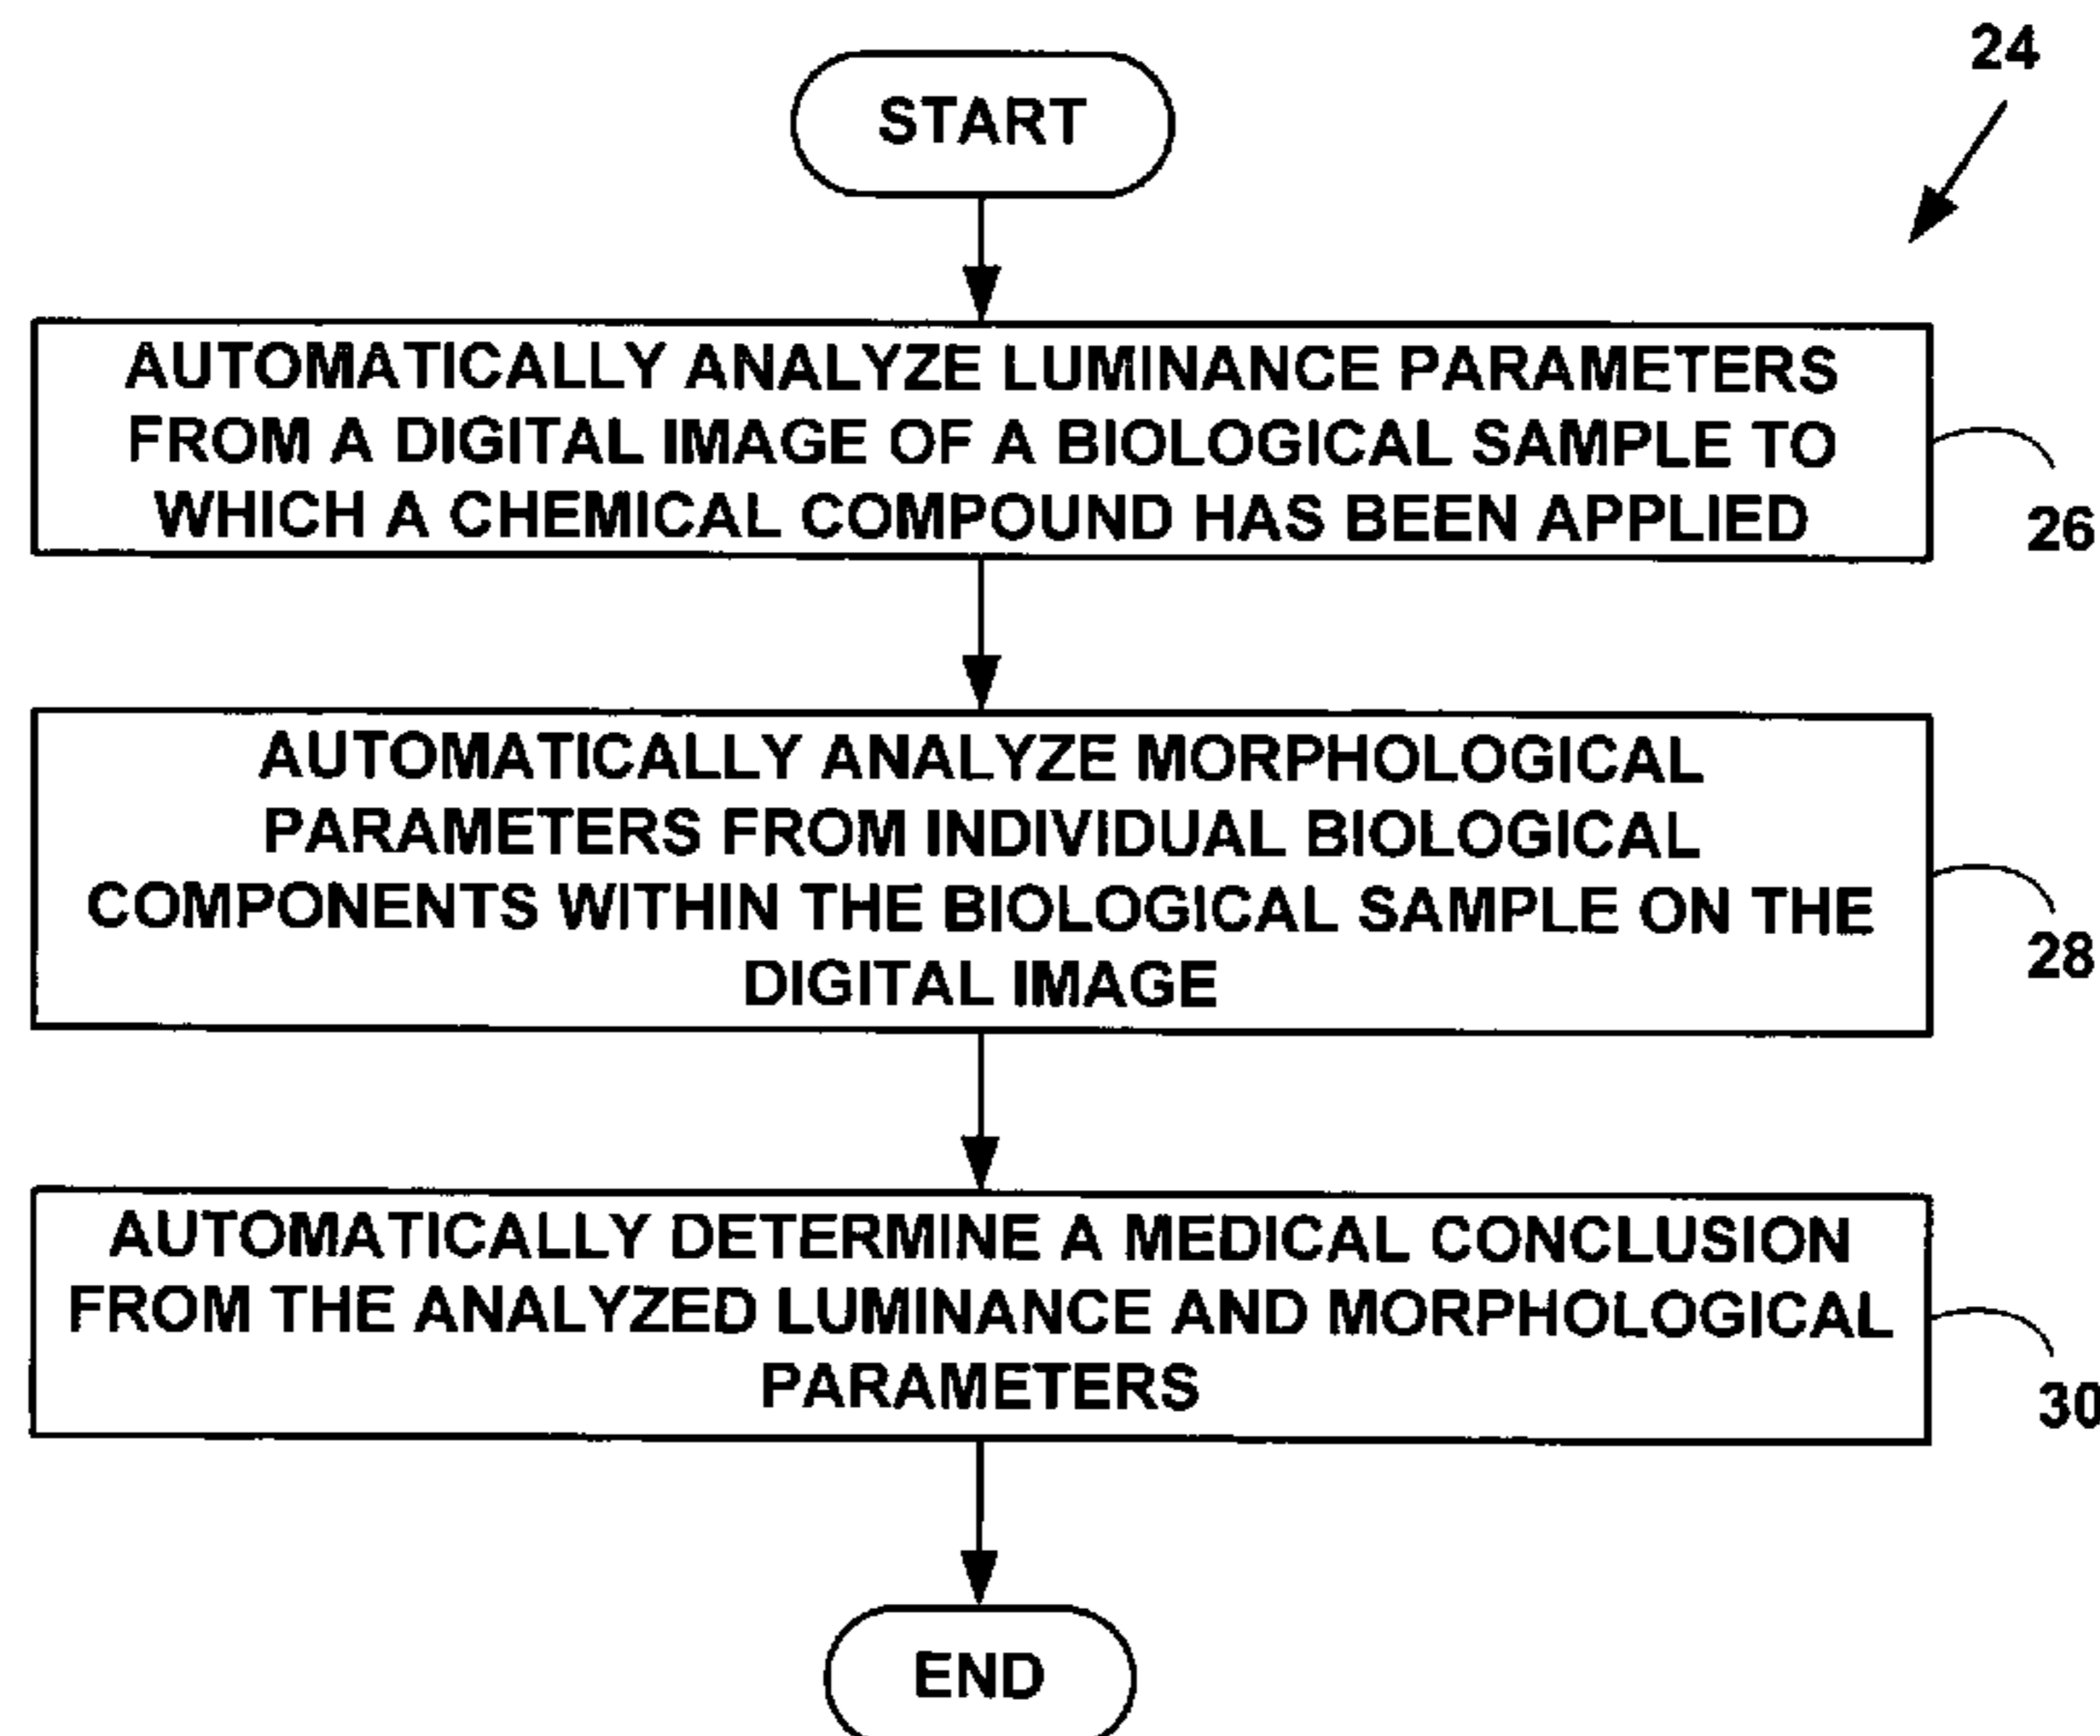 24
START
AUTOMATICALLY ANALYZE LUMINANCE PARAMETERS
FROM A DIGITAL IMAGE OF A BIOLOGICAL SAMPLE TO
WHICH A CHEMICAL COMPOUND HAS BEEN APPLIED
26
AUTOMATICALLY ANALYZE MORPHOLOGICAL
PARAMETERS FROM INDIVIDUAL BIOLOGICAL
COMPONENTS WITHIN THE BIOLOGICAL SAMPLE ON THE
DIGITAL IMAGE
28
AUTOMATICALLY DETERMINE A MEDICAL CONCLUSION
FROM THE ANALYZED LUMINANCE AND MORPHOLOGICAL
PARAMETERS
30
END